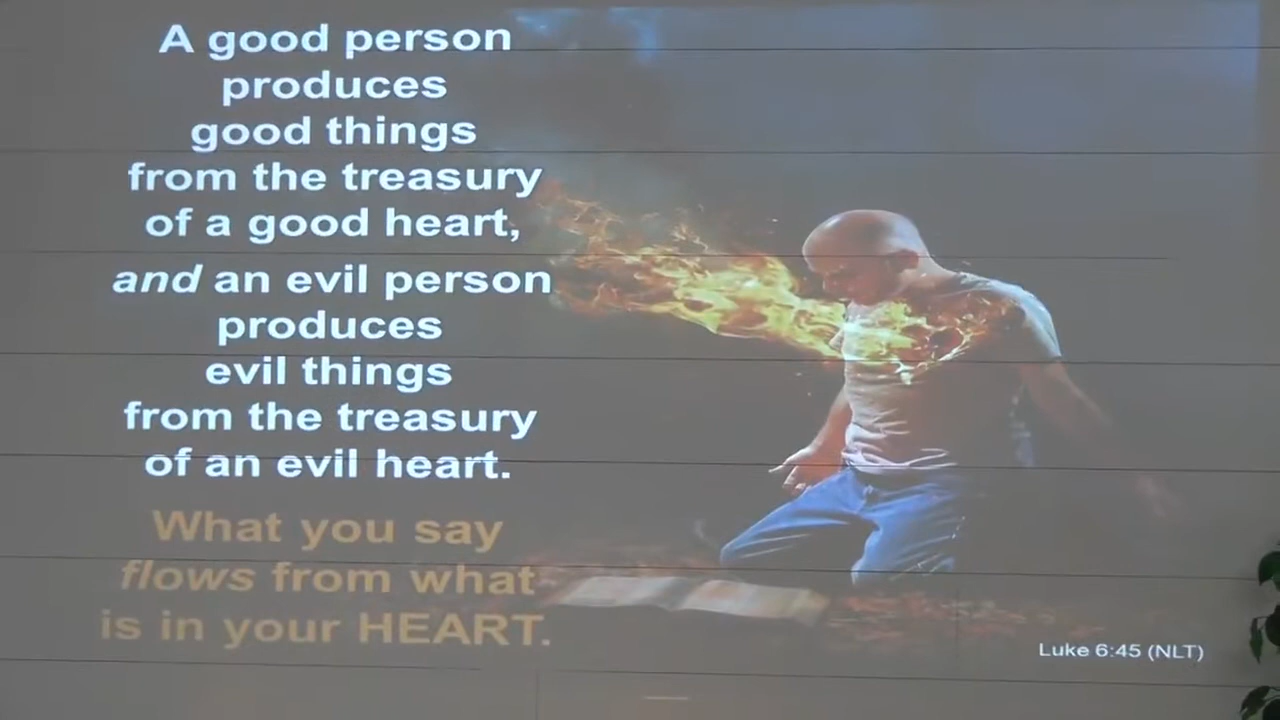 A good person
produces
good things
from the treasury
of a good heart,
and an evil person
produces
evil things
from the treasury
of an evil heart.
What you say
flows from what
is in your HEART.
Luke 6:45 (NLT)